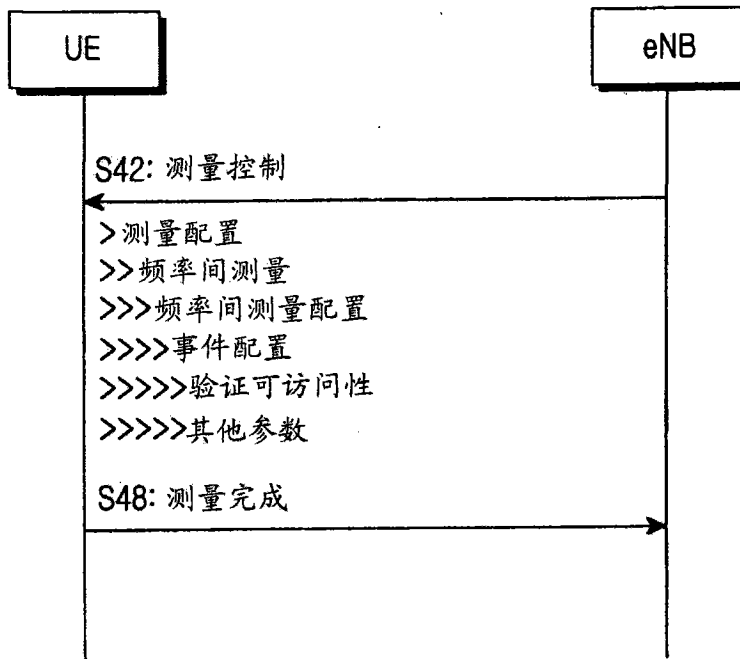 UE
eNB
S42: 测量控制
>测量配置
>>频率间测量
>>>频率间测量配置
>>>>事件配置
>>>>>验证可访问性
>>>>>其他参数
S48: 测量完成